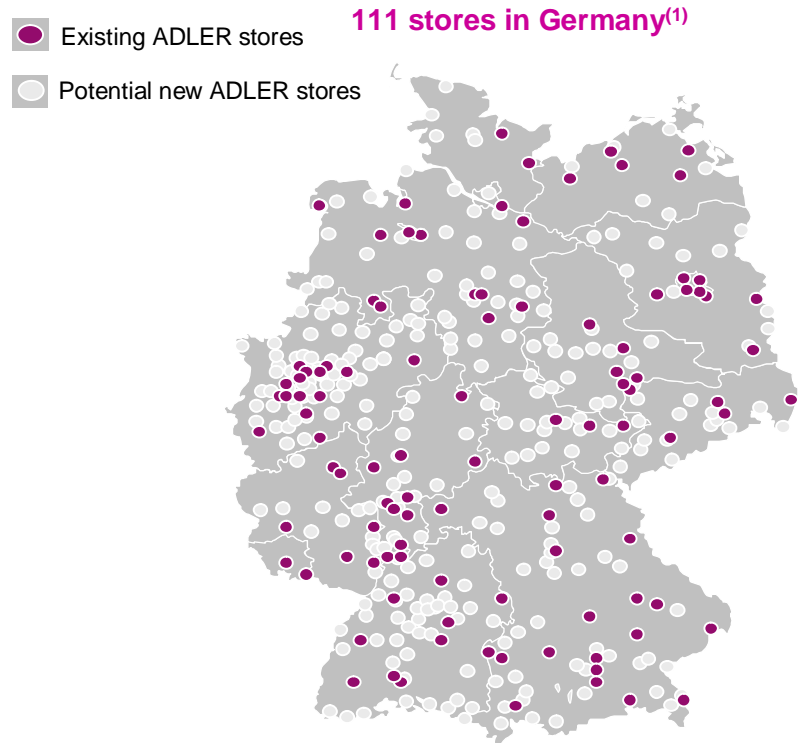 111 stores in Germany(1)
Existing ADLER stores
Potential new ADLER stores